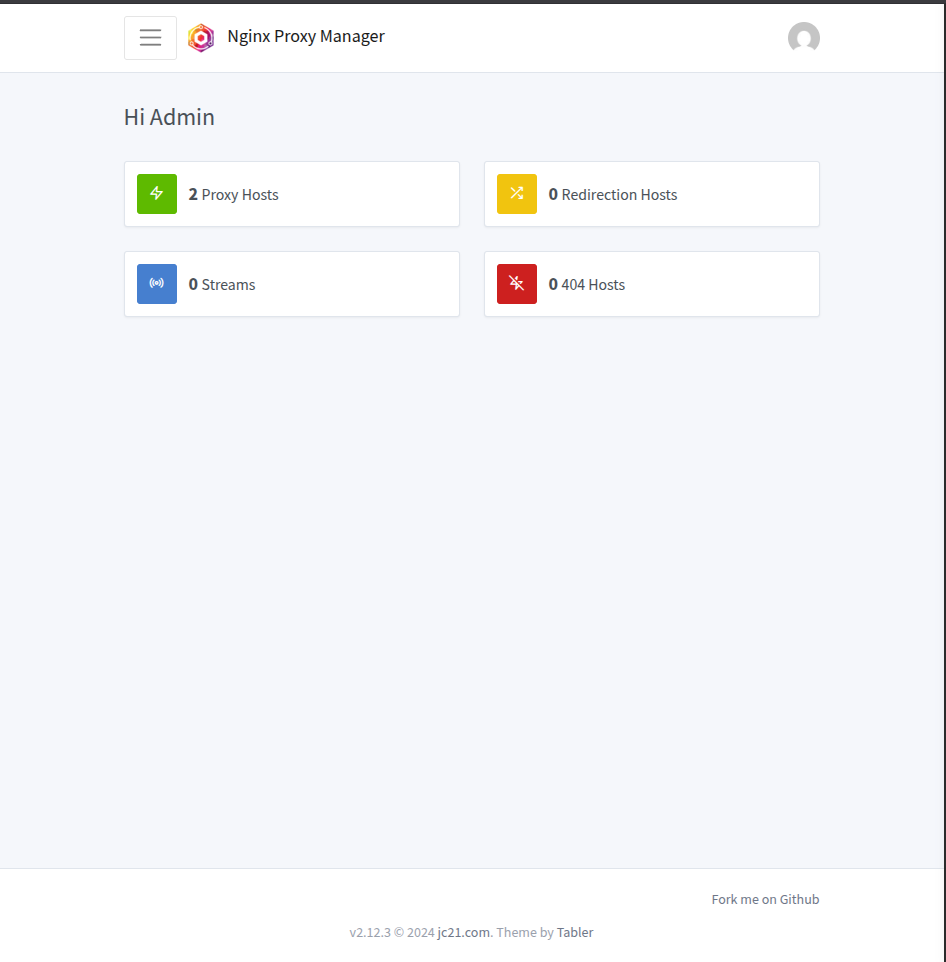 Nginx Proxy Manager
Hi Admin
2 Proxy Hosts
0 Redirection Hosts
0 Streams
0 404 Hosts
Fork me on Github
v2.12.3 © 2024 jc21.com. Theme by Tabler